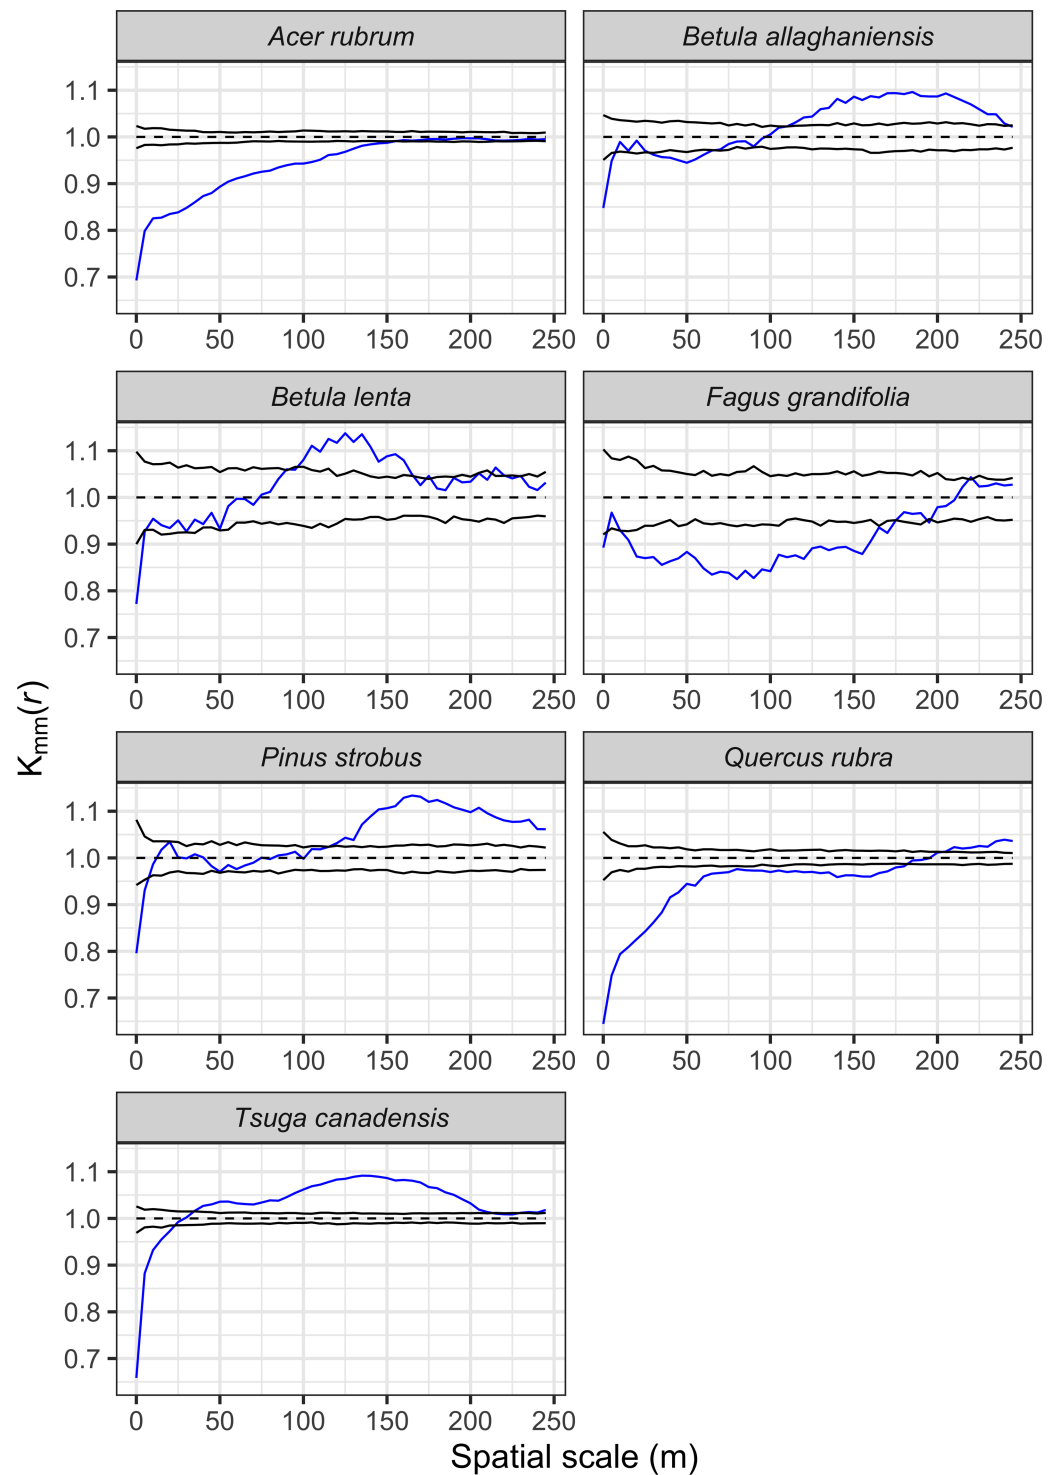 Acer rubrum
Betula allaghaniensis
1.1
1.0
0.9
0.8
0.7
0 50 100 150 200 250
0 50 100 150 200 250
Betula lenta
Fagus grandifolia
1.1
1.0
0.9
0.8
0.7
0 50 100 150 200 250
0 50 100 150 200 250
Kmm(r)
Pinus strobus
Quercus rubra
1.1
1.0
0.9
0.8
0.7
0 50 100 150 200 250
0 50 100 150 200 250
Tsuga canadensis
1.1
1.0
0.9
0.8
0.7
0 50 100 150 200 250
Spatial scale (m)